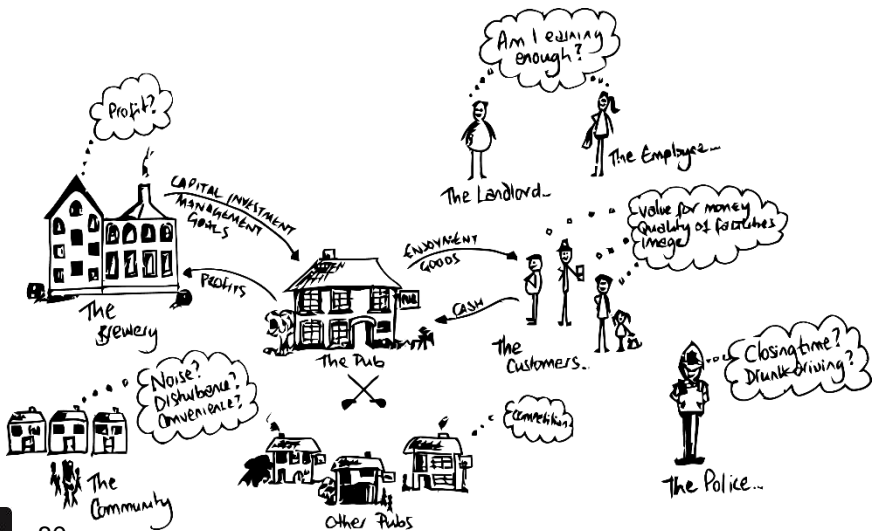 Am I earning
enough?
Profit?
The Landlord...
The Employee...
CAPITAL INVESTMENT
MANAGEMENT
GOALS
value for money
Quality of facilities
image
ENJOYMENT
GOODS
PROFITS
CASH
PUB
The
Brewery
The Pub
The
Customers...
Closing time?
Drunk driving?
Noise?
Disturbance?
Convenience?
Competition
The
Community
Other Pubs
The Police...